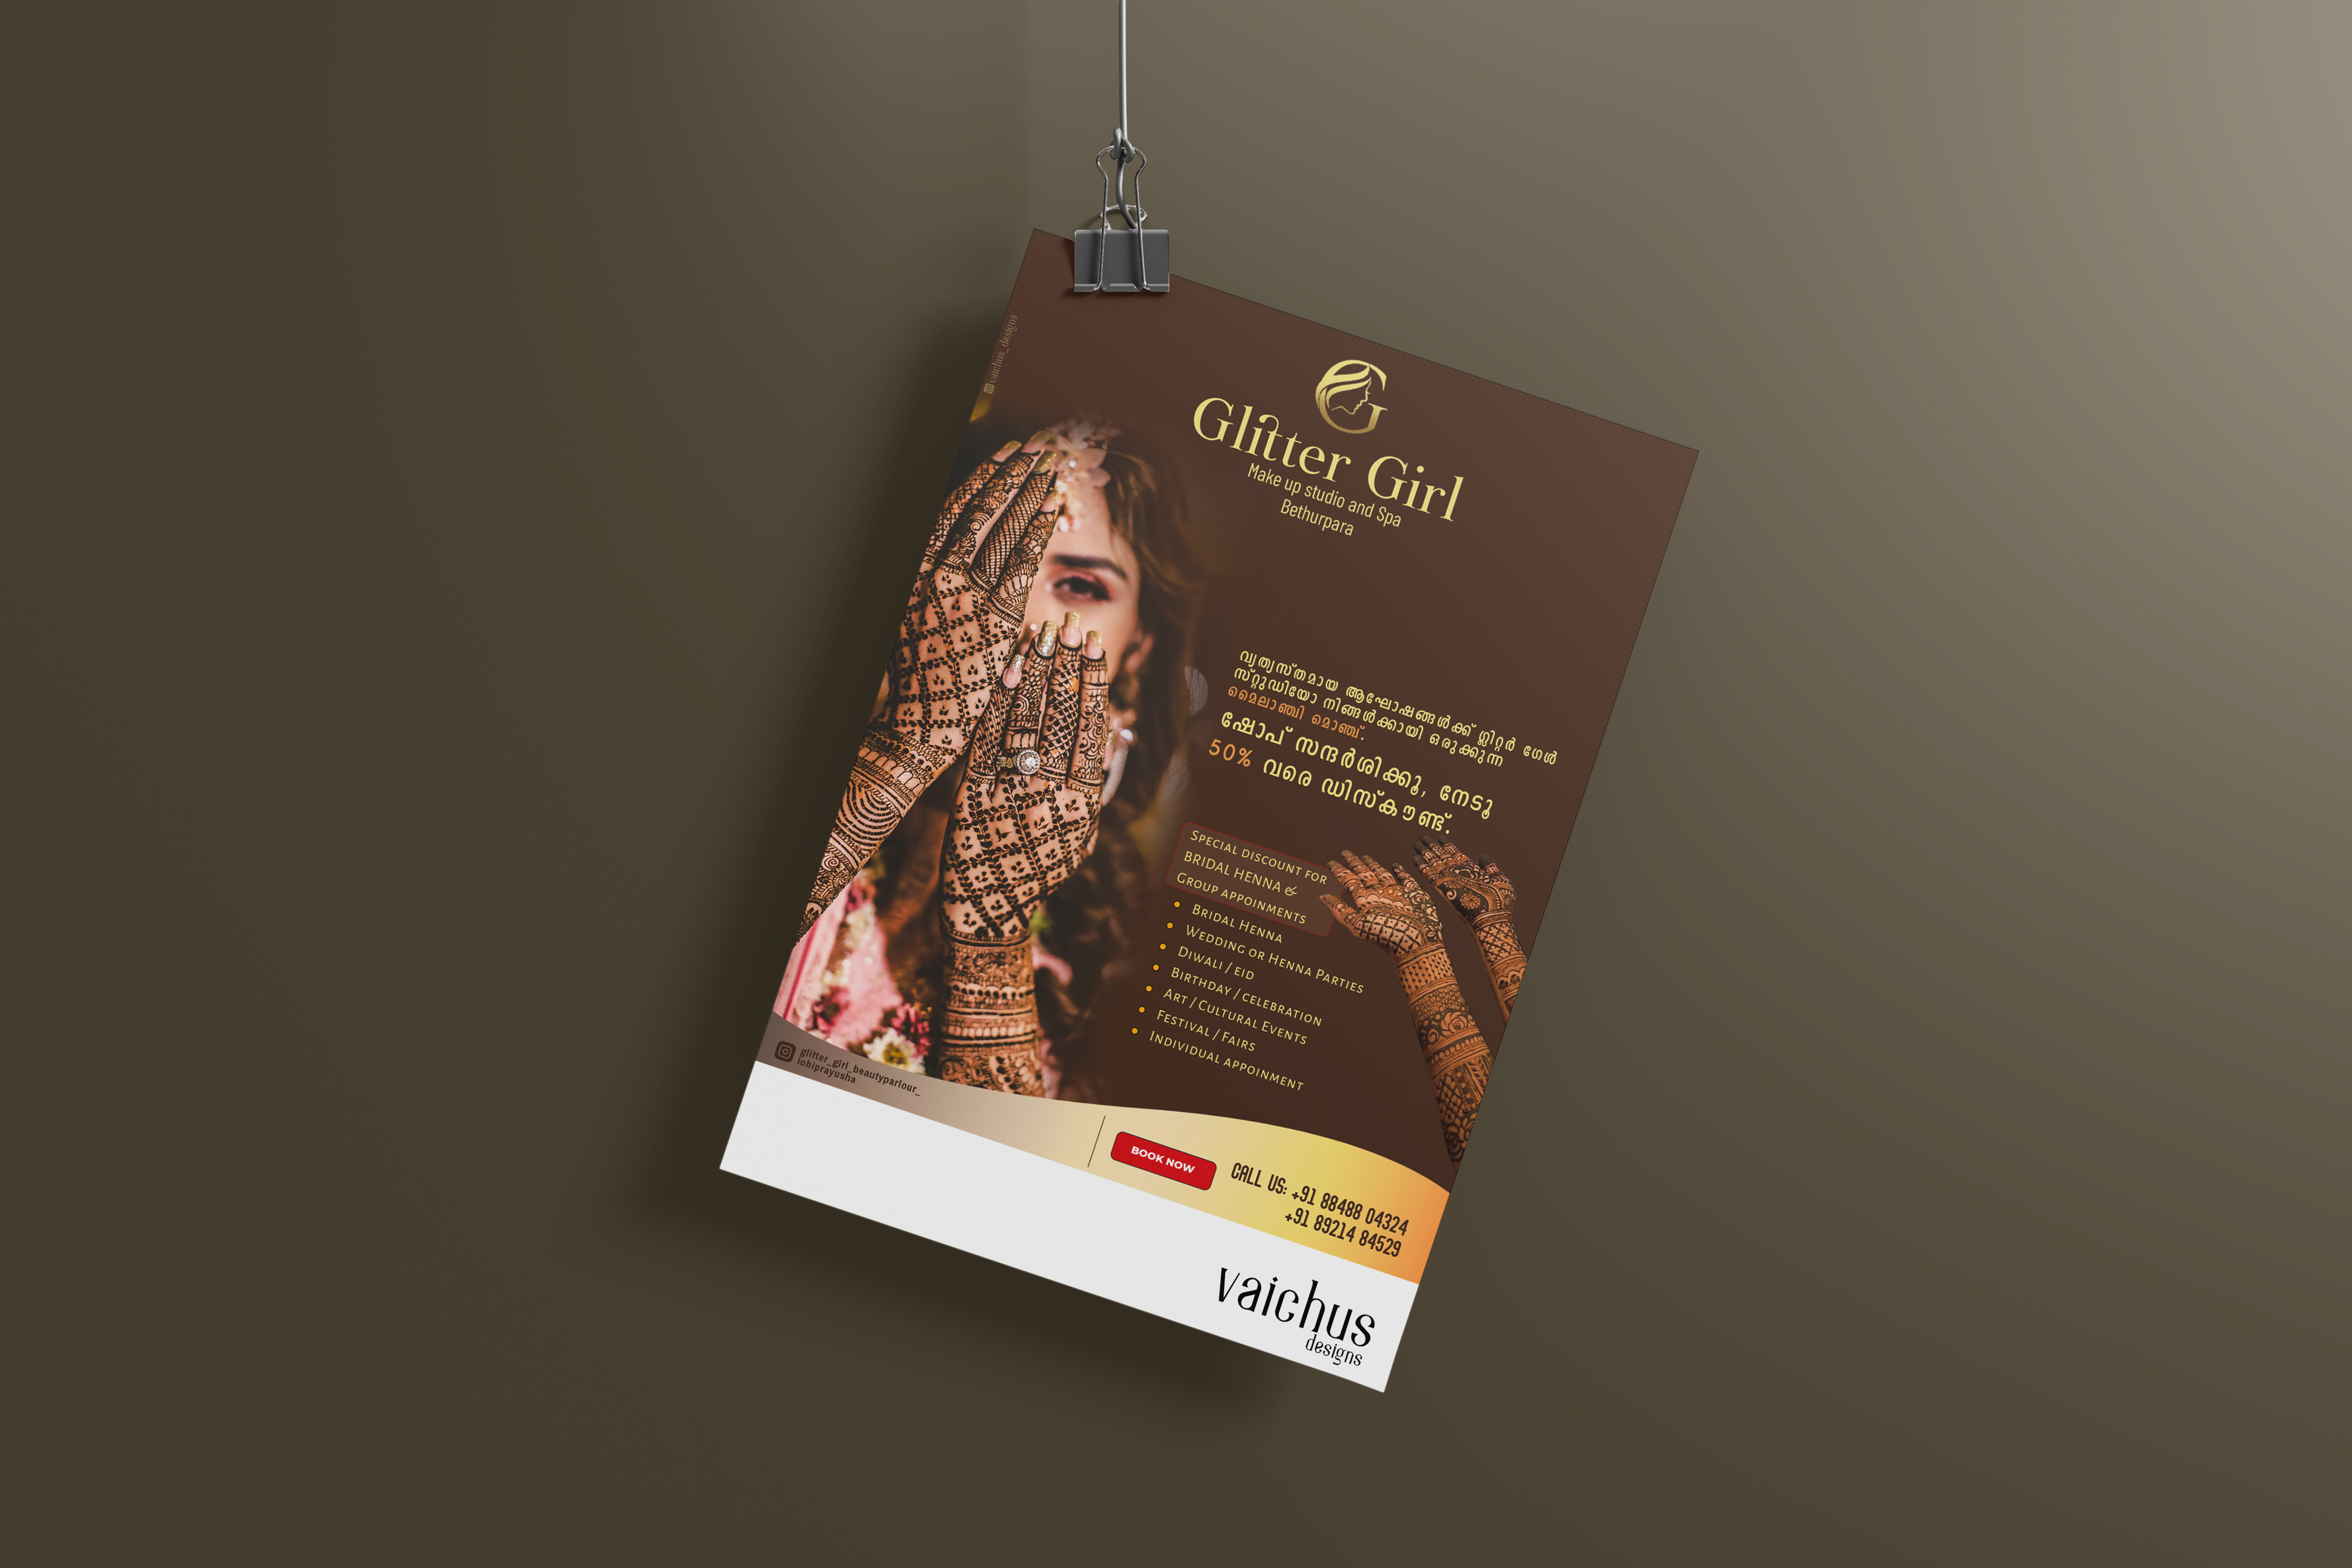 vaichus_designs
G
Glitter Girl
Make up studio and Spa
Bethurpara
വ്യത്യസ്തമായ ആഘോഷങ്ങൾക്ക് ഗ്ലിറ്റർ ഗേൾ
സ്റ്റുഡിയോ നിങ്ങൾക്കായി ഒരുക്കുന്ന
മൈലാഞ്ചി മൊഞ്ച്.
ഷോപ് സന്ദർശിക്കൂ, നേടൂ
50% വരെ ഡിസ്കൗണ്ട്.
Special discount for
bridal henna &
Group appoinments
Bridal Henna
Wedding or Henna Parties
Diwali / eid
Birthday / celebration
Art / Cultural Events
Festival / Fairs
Individual appoinment
glitter_girl_beautyparlour_
lohiprayusha
BOOK NOW
CALL US: +91 88488 04324
+91 89214 84529
vaichus
designs